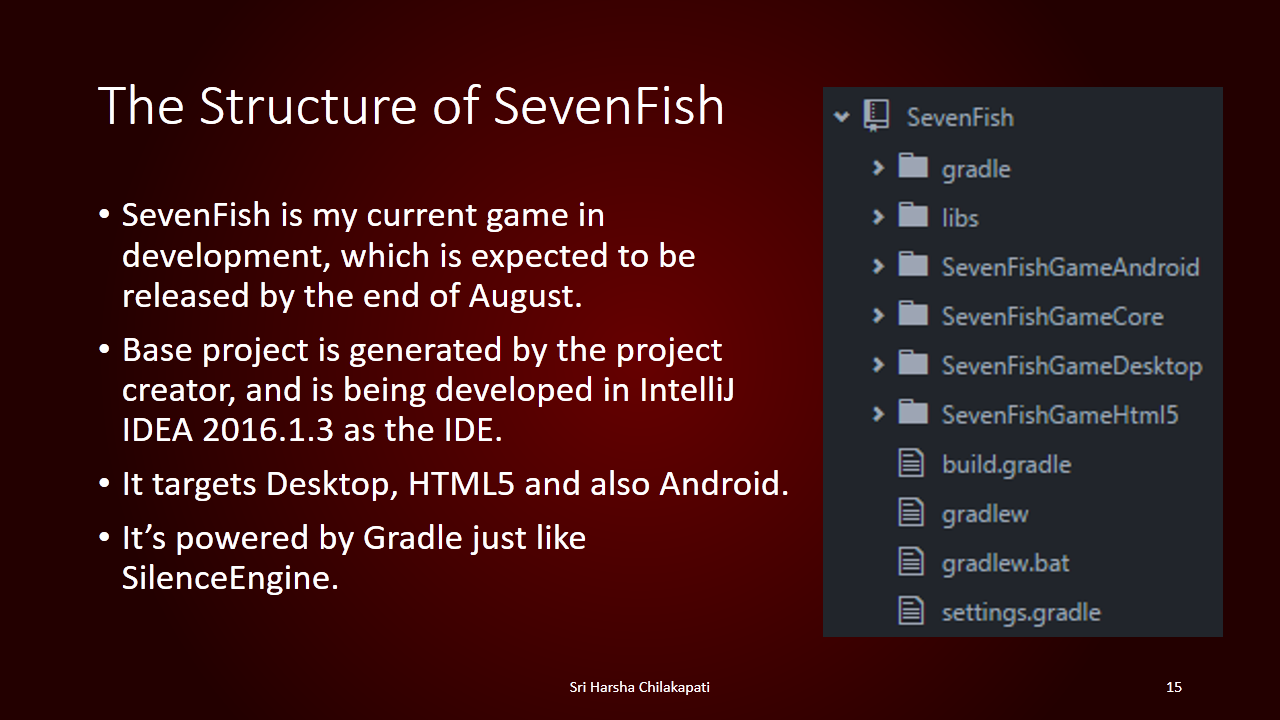 The Structure of SevenFish
• SevenFish is my current game in
development, which is expected to be
released by the end of August.
• Base project is generated by the project
creator, and is being developed in IntelliJ
IDEA 2016.1.3 as the IDE.
• It targets Desktop, HTML5 and also Android.
• It’s powered by Gradle just like
SilenceEngine.
SevenFish
gradle
libs
SevenFishGameAndroid
SevenFishGameCore
SevenFishGameDesktop
SevenFishGameHtml5
build.gradle
gradlew
gradlew.bat
settings.gradle
Sri Harsha Chilakapati
15